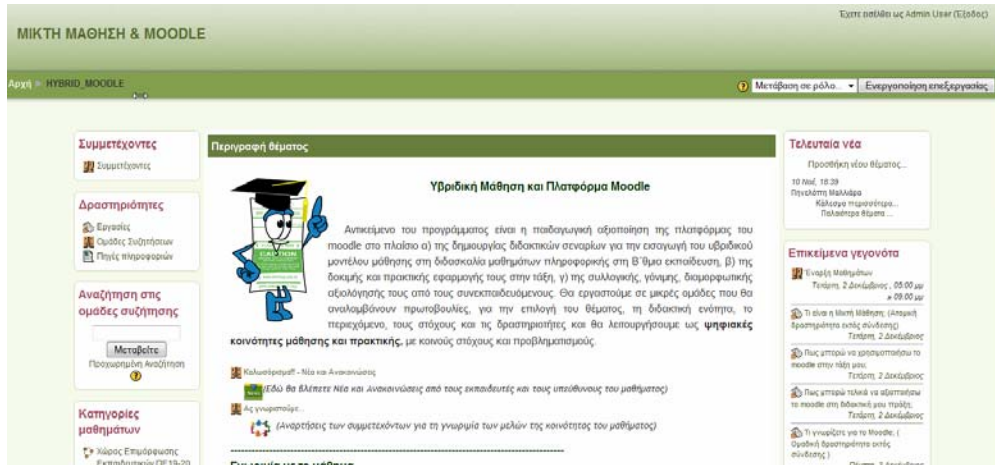 Έχετε εισέλθει ως Admin User (Έξοδος)
ΜΙΚΤΗ ΜΑΘΗΣΗ & MOODLE
Αρχή HYBRID_MOODLE
Μετάβαση σε ρόλο...
Ενεργοποίηση επεξεργασίας
Συμμετέχοντες
Συμμετέχοντες
Δραστηριότητες
Εργασίες
Ομάδες Συζητήσεων
Πηγές πληροφοριών
Αναζήτηση στις
ομάδες συζήτησης
Μεταβείτε
Προχωρημένη Αναζήτηση
Κατηγορίες
μαθημάτων
Χώρος Επιμόρφωσης
Εκπαιδευτικών ΠΕ19-20
Περιγραφή θέματος
Υβριδική Μάθηση και Πλατφόρμα Moodle
CAUTION
Αντικείμενο του προγράμματος είναι η παιδαγωγική αξιοποίηση της πλατφόρμας του
moodle στο πλαίσιο α) της δημιουργίας διδακτικών σεναρίων για την εισαγωγή του υβριδικού
μοντέλου μάθησης στη διδασκαλία μαθημάτων πληροφορικής στη Β΄θμια εκπαίδευση, β) της
δοκιμής και πρακτικής εφαρμογής τους στην τάξη, γ) της συλλογικής, γόνιμης, διαμορφωτικής
αξιολόγησής τους από τους συνεκπαιδευόμενους. Θα εργαστούμε σε μικρές ομάδες που θα
αναλαμβάνουν πρωτοβουλίες, για την επιλογή του θέματος, τη διδακτική ενότητα, το
περιεχόμενο, τους στόχους και τις δραστηριότητες και θα λειτουργήσουμε ως ψηφιακές
κοινότητες μάθησης και πρακτικής, με κοινούς στόχους και προβληματισμούς.
Καλωσόρισμα!! - Νέα και Ανακοινώσεις
(Εδώ θα βλέπετε Νέα και Ανακοινώσεις από τους εκπαιδευτές και τους υπεύθυνους του μαθήματος)
Ας γνωριστούμε...
(Αναρτήσεις των συμμετεχόντων για τη γνωριμία των μελών της κοινότητας του μαθήματος)
Γνωριμία με το μάθημα
Τελευταία νέα
Προσθήκη νέου θέματος...
10 Νοέ, 18:39
Πηνελόπη Μαλλιάρα
Κάλεσμα περισσότερα...
Παλαιότερα θέματα ...
Επικείμενα γεγονότα
Έναρξη Μαθημάτων
Τετάρτη, 2 Δεκέμβριος , 05:00 μμ
» 09:00 μμ
Τι είναι η Μικτή Μάθηση; (Ατομική
δραστηριότητα εκτός σύνδεσης)
Τετάρτη, 2 Δεκέμβριος
Πως μπορώ να χρησιμοποιήσω το
moodle στην τάξη μου;
Τετάρτη, 2 Δεκέμβριος
Πως μπορώ τελικά να αξιοποιήσω
το moodle στη διδακτική μου πράξη;
Τετάρτη, 2 Δεκέμβριος
Τι γνωρίζετε για το Moodle; (
Ομαδική δραστηριότητα εκτός
σύνδεσης )